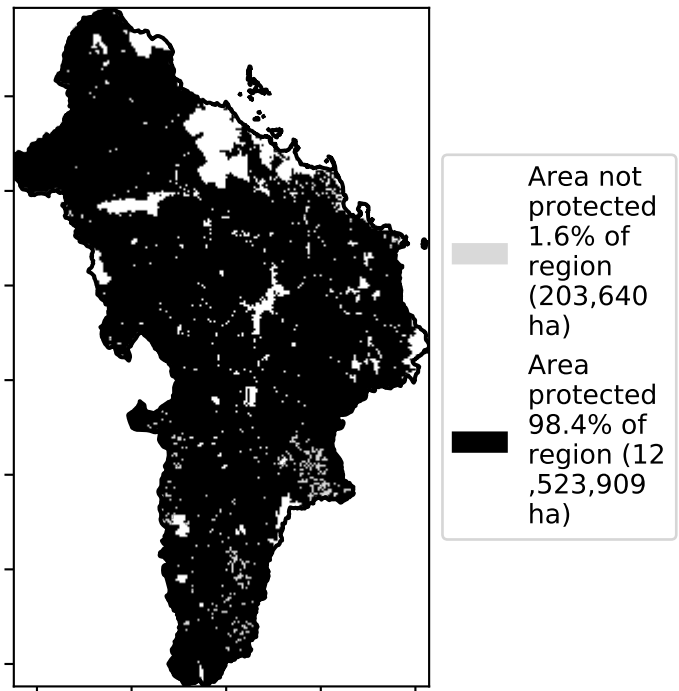 Area not
protected
1.6% of
region
(203,640
ha)
Area
protected
98.4% of
region (12
,523,909
ha)